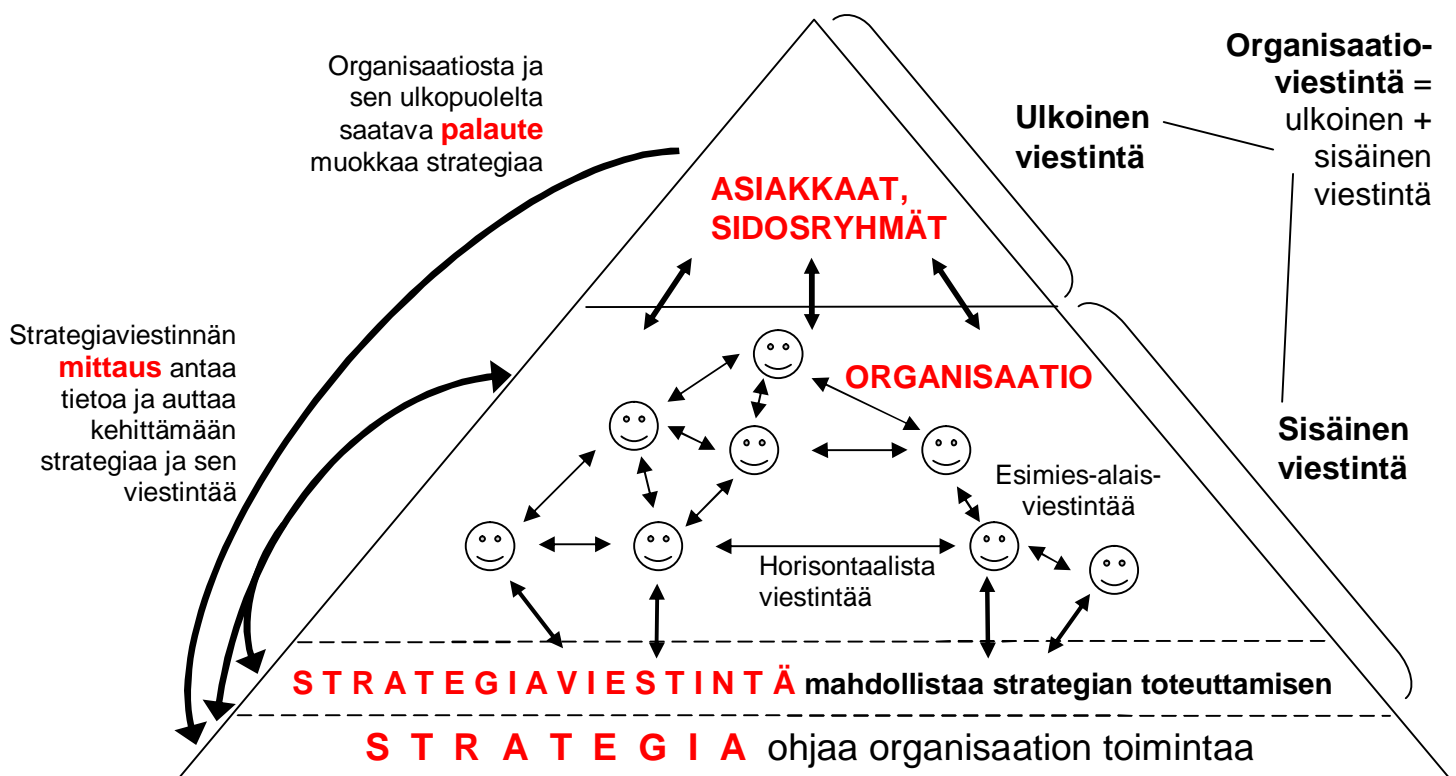 Organisaatiosta ja
sen ulkopuolelta
saatava palaute
muokkaa strategiaa
Ulkoinen
viestintä
Organisaatio-
viestintä =
ulkoinen +
sisäinen
viestintä
ASIAKKAAT,
SIDOSRYHMÄT
Strategiaviestinnän
mittaus antaa
tietoa ja auttaa
kehittämään
strategiaa ja sen
viestintää
ORGANISAATIO
Sisäinen
viestintä
Esimies-alais-
viestintää
Horisontaalista
viestintää
STRATEGIAVIESTINTÄ mahdollistaa strategian toteuttamisen
STRATEGIA ohjaa organisaation toimintaa